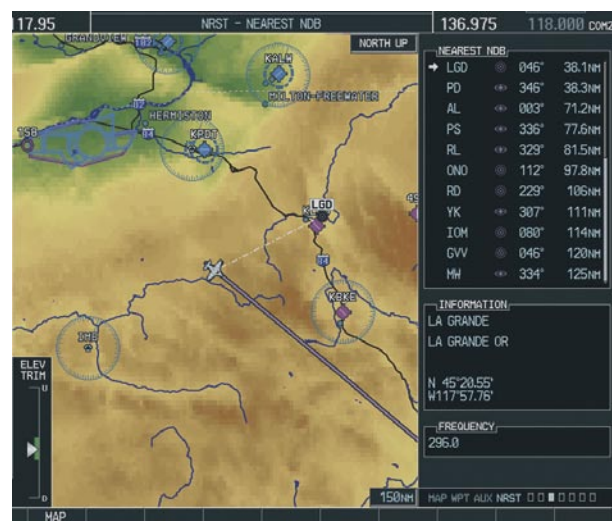 117.95 NRST - NEAREST NDB 136.975 118.000 COM2
NORTH UP
GRANDVIEW
KALW
MILTON-FREEWATER
HERMISTON
KPDT
LGD
KBKE
IMB
ELEV
TRIM
U
D
150NM
NEAREST NDB
LGD 046° 38.1NM
PD 346° 38.3NM
AL 003° 71.2NM
PS 336° 77.6NM
RL 329° 81.5NM
ONO 112° 97.8NM
RD 229° 106NM
YK 307° 111NM
IOM 080° 114NM
GVV 046° 120NM
MW 334° 125NM
INFORMATION
LA GRANDE
LA GRANDE OR
N 45°20.55'
W117°57.76'
FREQUENCY
296.0
MAP WPT AUX NRST
MAP